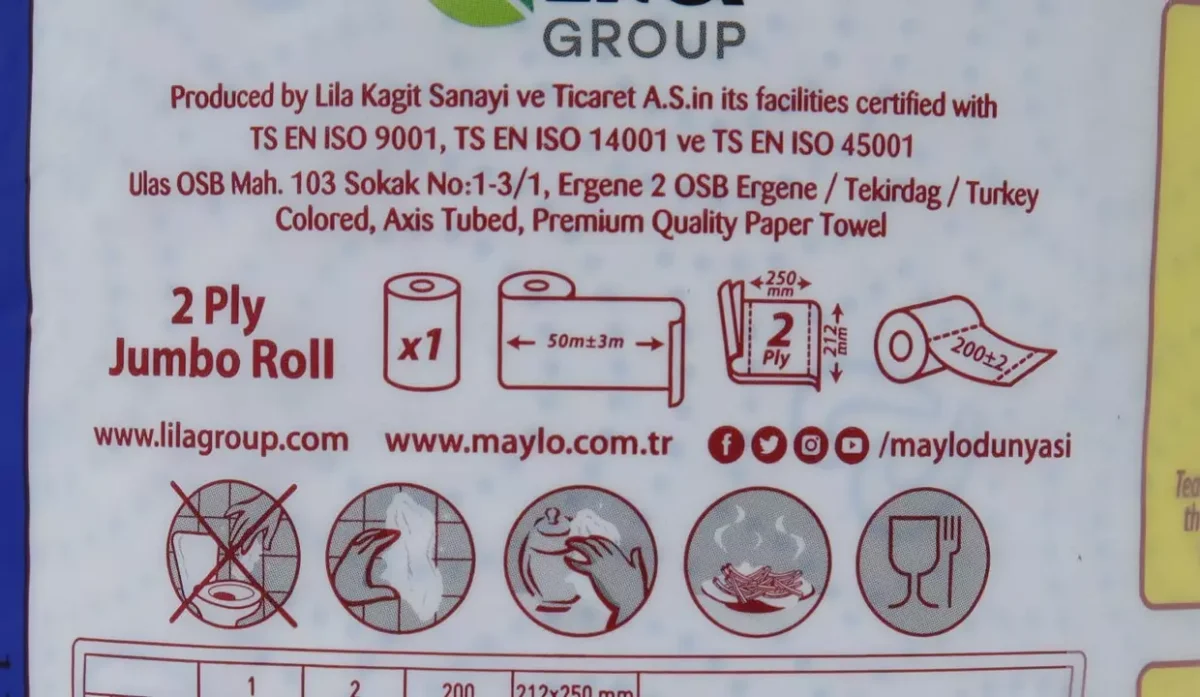 GROUP
Produced by Lila Kagit Sanayi ve Ticaret A.S.in its facilities certified with
TS EN ISO 9001, TS EN ISO 14001 ve TS EN ISO 45001
Ulas OSB Mah. 103 Sokak No:1-3/1, Ergene 2 OSB Ergene / Tekirdag / Turkey
Colored, Axis Tubed, Premium Quality Paper Towel
2 Ply
Jumbo Roll
x1
50m±3m
250
mm
2
Ply
212
mm
200±2
www.lilagroup.com www.maylo.com.tr /maylodunyasi
1 2 200 212x250 mm